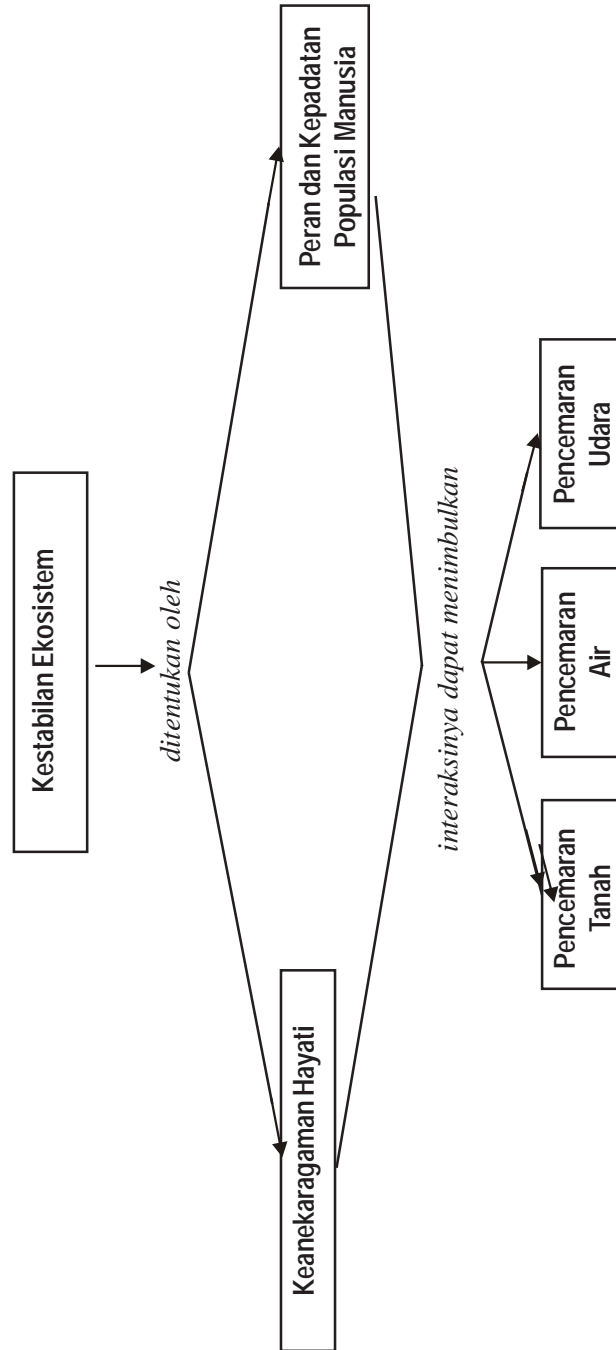 Kestabilan Ekosistem
ditentukan oleh
Keanekaragaman Hayati
Peran dan Kepadatan
Populasi Manusia
interaksinya dapat menimbulkan
Pencemaran
Tanah
Pencemaran
Air
Pencemaran
Udara